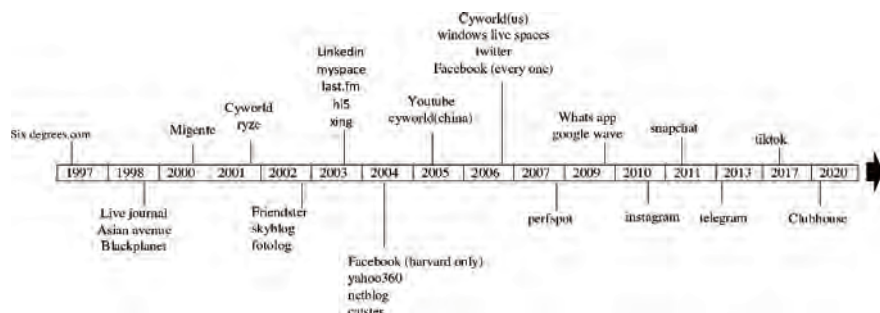 Cyworld(us)
windows live spaces
twitter
Facebook (every one)
Linkedin
myspace
last.fm
hi5
xing
Youtube
cyworld(china)
Cyworld
ryze
Migente
Six degrees.com
Whats app
google wave
snapchat
tiktok
1997 1998 2000 2001 2002 2003 2004 2005 2006 2007 2009 2010 2011 2013 2017 2020
Live journal
Asian avenue
Blackplanet
Friendster
skyblog
fotolog
Facebook (harvard only)
yahoo360
netblog
perfspot
instagram
telegram
Clubhouse